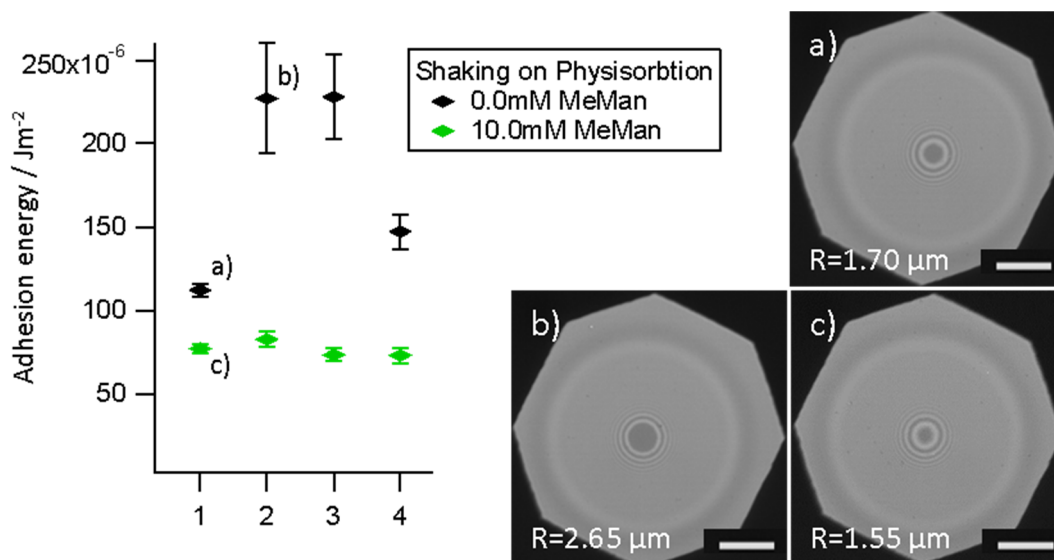 250x10⁻⁶
200
150
100
50
Adhesion energy / Jm⁻²
1 2 3 4
a)
b)
c)
Shaking on Physisorbtion
0.0mM MeMan
10.0mM MeMan
a)
R=1.70 µm
b)
R=2.65 µm
c)
R=1.55 µm